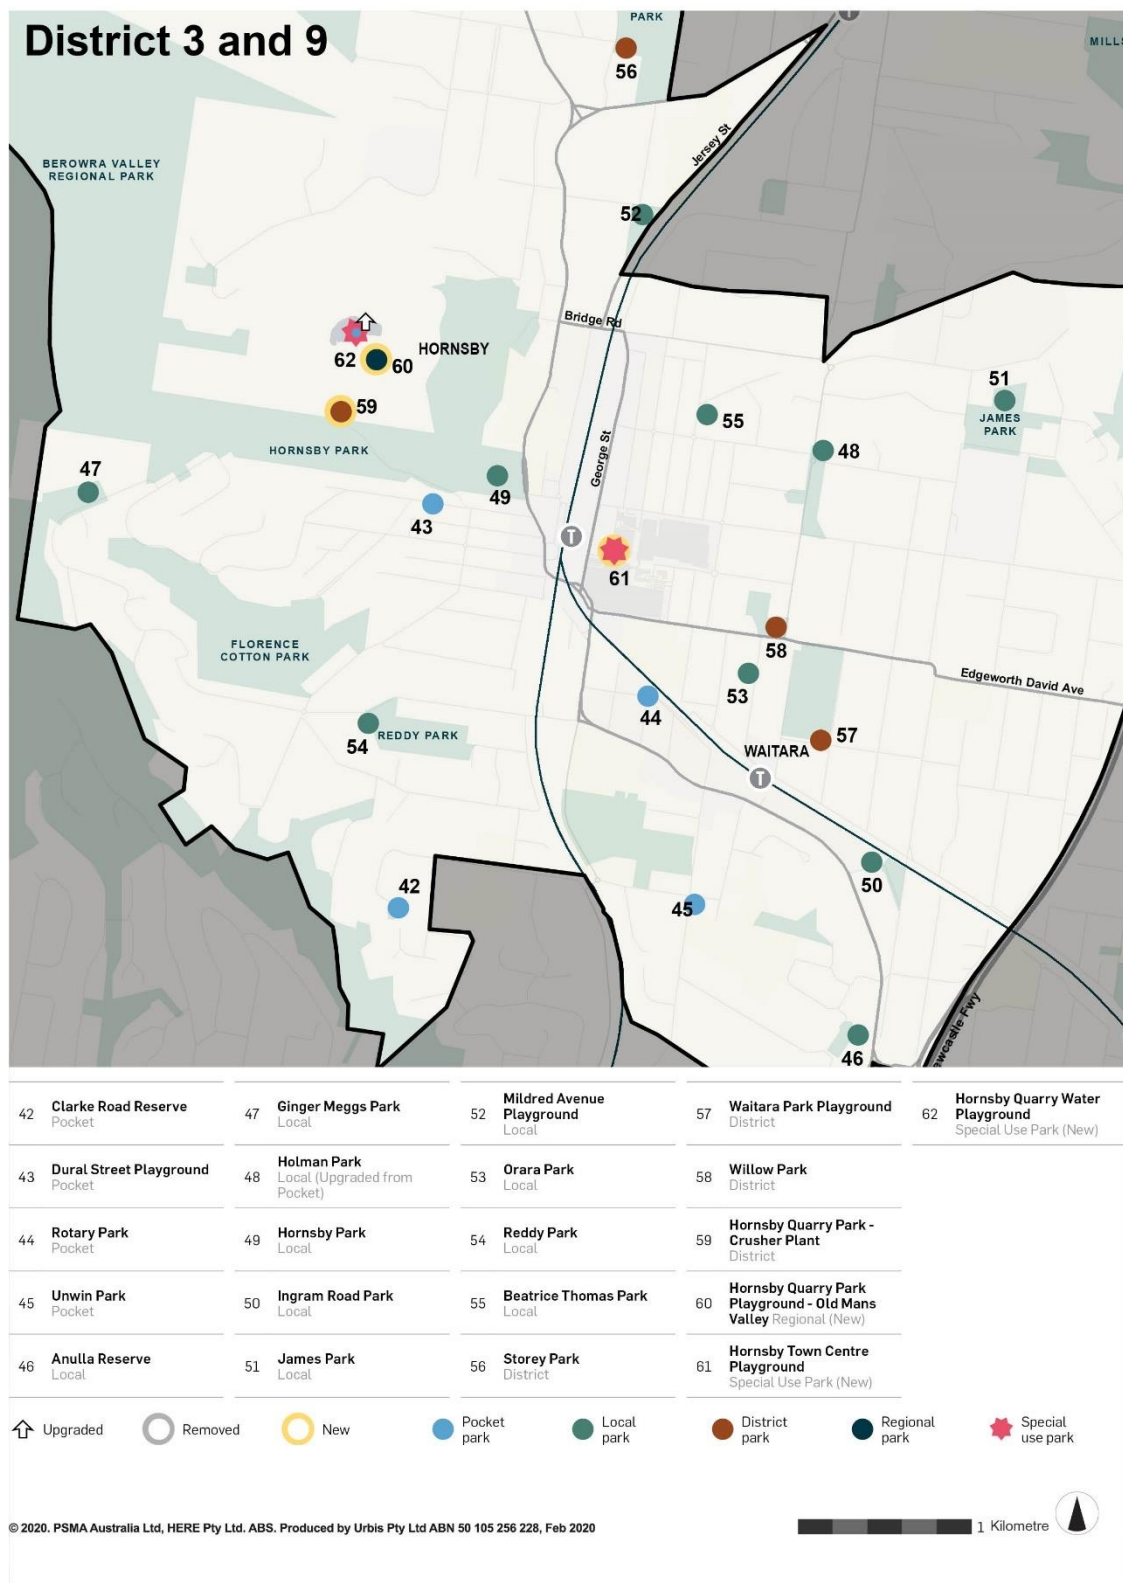 District 3 and 9
PARK
56
MILLS
T
Jersey St
BEROWRA VALLEY
REGIONAL PARK
52
Bridge Rd
HORNSBY
62
60
59
51
JAMES
PARK
55
48
George St
HORNSBY PARK
47
49
43
T
61
FLORENCE
COTTON PARK
58
53
Edgeworth David Ave
44
57
54
REDDY PARK
WAITARA
T
42
50
45
46
ewcastle Fwy
42 Clarke Road Reserve
Pocket
43 Dural Street Playground
Pocket
44 Rotary Park
Pocket
45 Unwin Park
Pocket
46 Anulla Reserve
Local
47 Ginger Meggs Park
Local
48 Holman Park
Local (Upgraded from
Pocket)
49 Hornsby Park
Local
50 Ingram Road Park
Local
51 James Park
Local
52 Mildred Avenue
Playground
Local
53 Orara Park
Local
54 Reddy Park
Local
55 Beatrice Thomas Park
Local
56 Storey Park
District
57 Waitara Park Playground
District
58 Willow Park
District
59 Hornsby Quarry Park -
Crusher Plant
District
60 Hornsby Quarry Park
Playground - Old Mans
Valley Regional (New)
61 Hornsby Town Centre
Playground
Special Use Park (New)
62 Hornsby Quarry Water
Playground
Special Use Park (New)
Upgraded
Removed
New
Pocket
park
Local
park
District
park
Regional
park
Special
use park
© 2020. PSMA Australia Ltd, HERE Pty Ltd. ABS. Produced by Urbis Pty Ltd ABN 50 105 256 228, Feb 2020
1 Kilometre